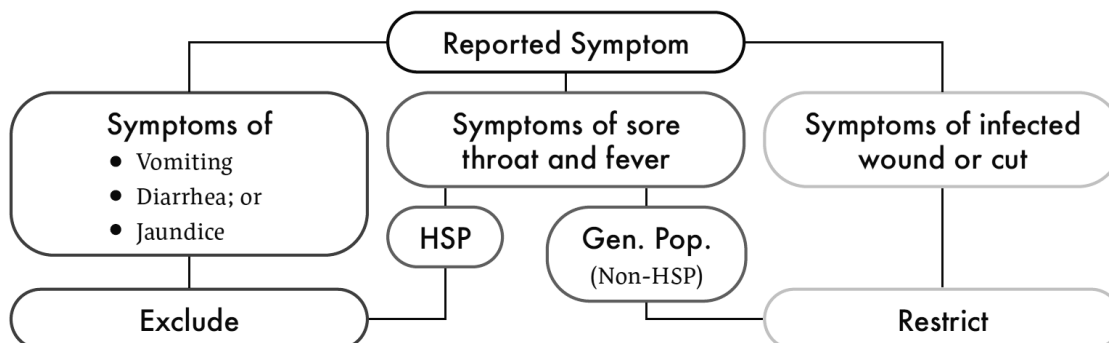 Reported Symptom
Symptoms of
• Vomiting
• Diarrhea; or
• Jaundice
Symptoms of sore
throat and fever
Symptoms of infected
wound or cut
HSP
Gen. Pop.
(Non-HSP)
Exclude
Restrict